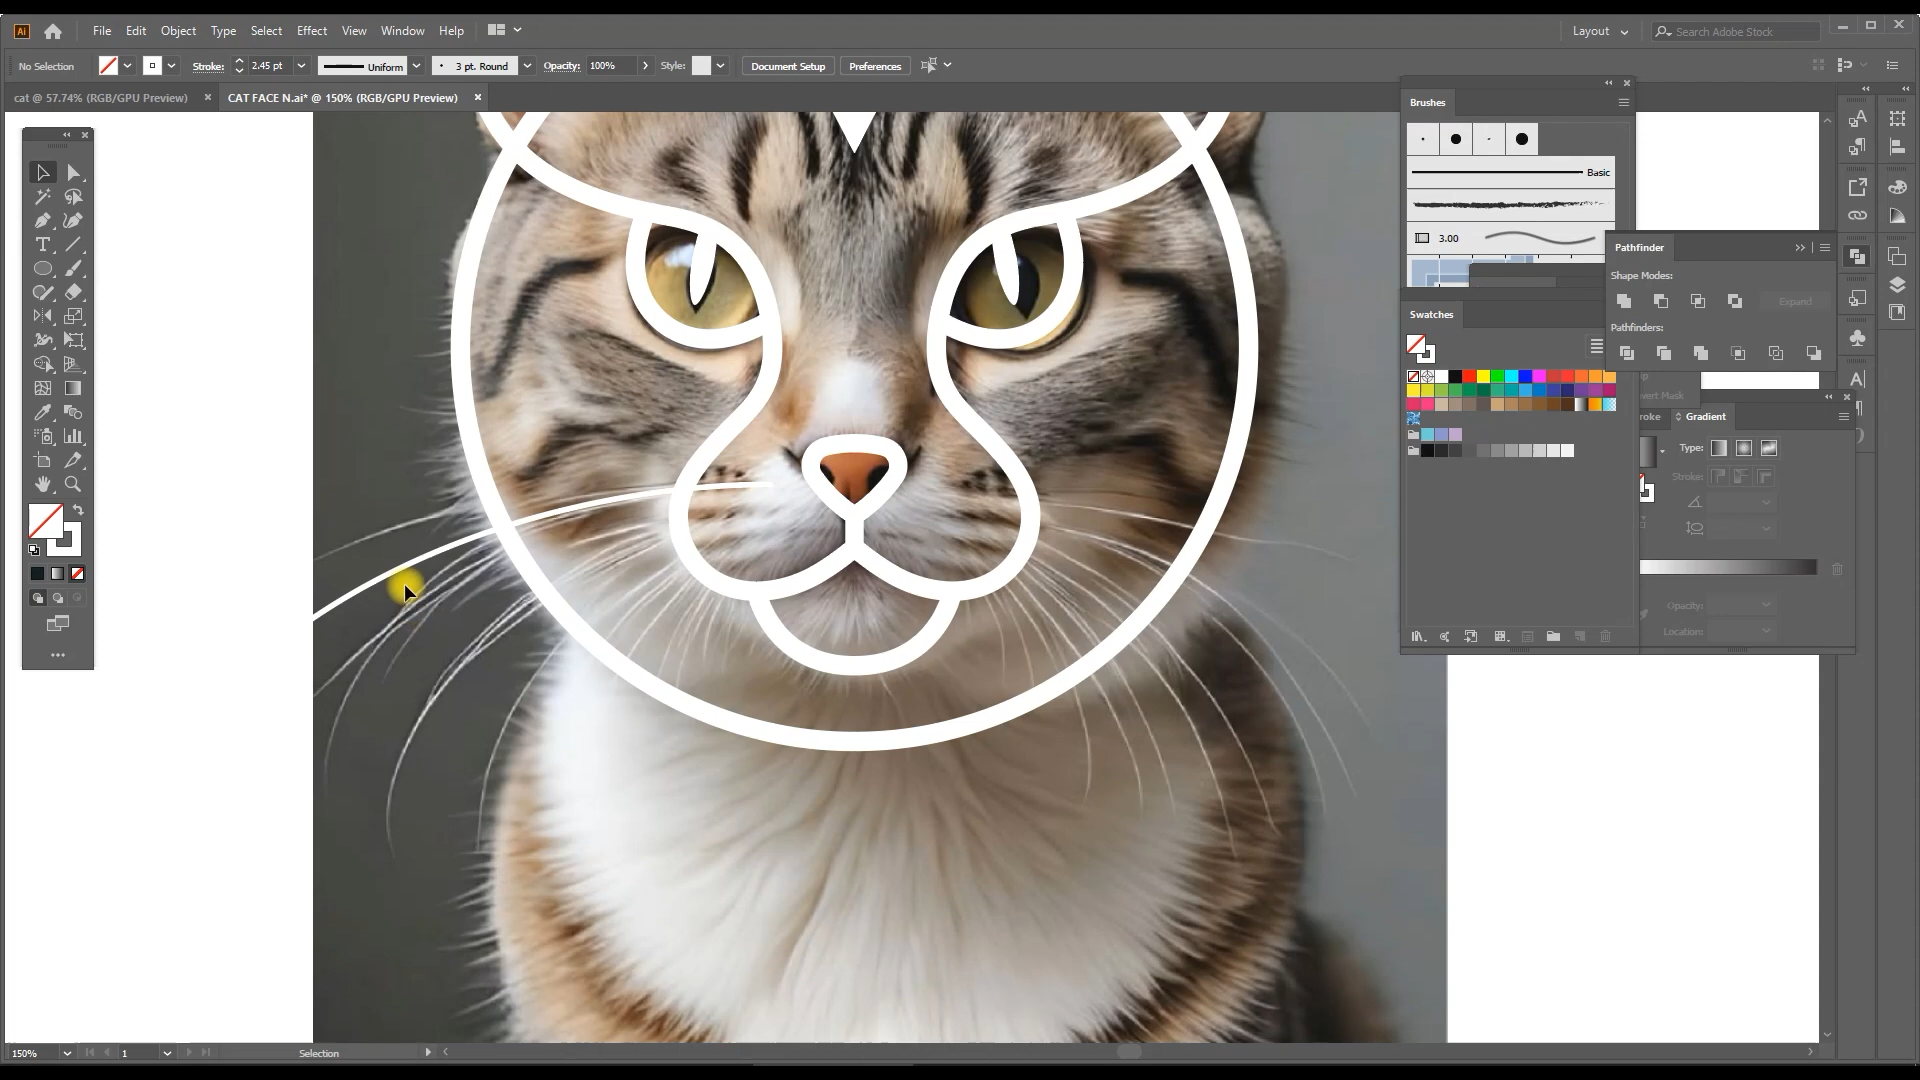 Ai File Edit Object Type Select Effect View Window Help Layout Search Adobe Stock
No Selection Stroke: 2.45 pt Uniform 3 pt. Round Opacity: 100% Style: Document Setup Preferences
cat @ 57.74% (RGB/GPU Preview) CAT FACE N.ai* @ 150% (RGB/GPU Preview)
Brushes
Basic
3.00
Pathfinder
Shape Modes:
Expand
Pathfinders:
Swatches
vert Mask
roke Gradient
Type:
Stroke:
Opacity:
Location:
150% 1 Selection